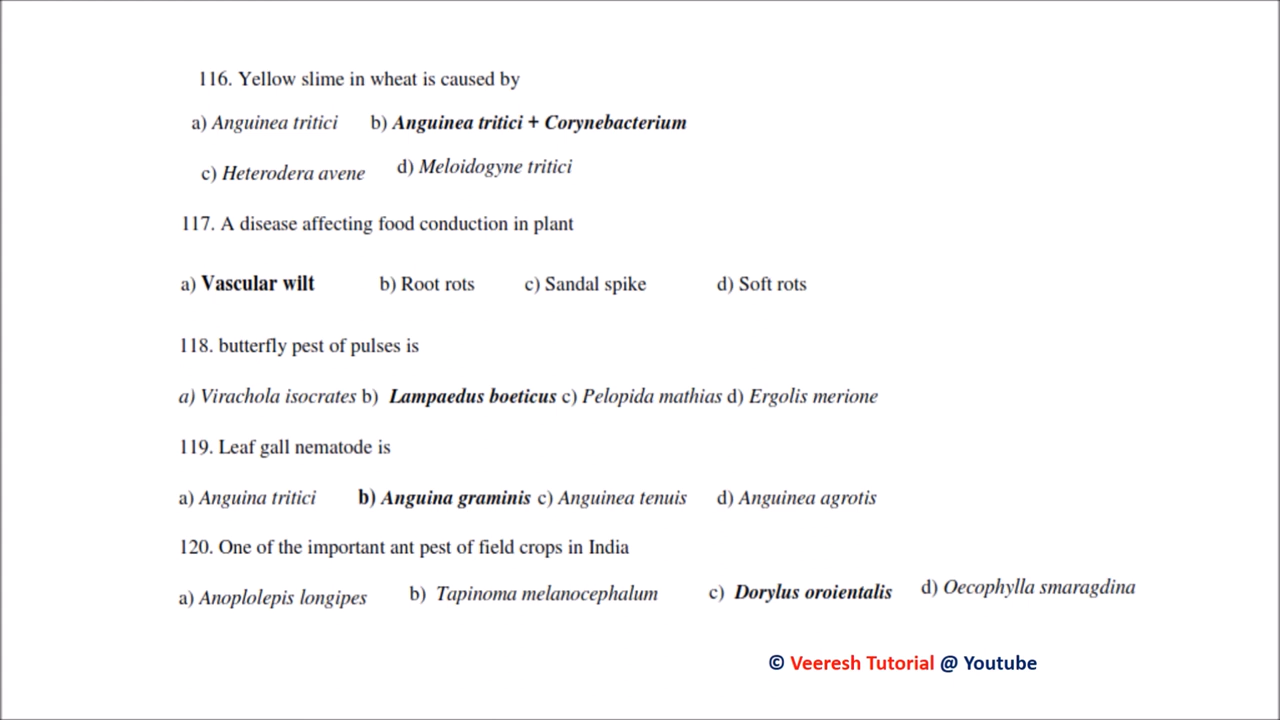 116. Yellow slime in wheat is caused by
a) Anguinea tritici b) Anguinea tritici + Corynebacterium
c) Heterodera avene d) Meloidogyne tritici
117. A disease affecting food conduction in plant
a) Vascular wilt b) Root rots c) Sandal spike d) Soft rots
118. butterfly pest of pulses is
a) Virachola isocrates b) Lampaedus boeticus c) Pelopida mathias d) Ergolis merione
119. Leaf gall nematode is
a) Anguina tritici b) Anguina graminis c) Anguinea tenuis d) Anguinea agrotis
120. One of the important ant pest of field crops in India
a) Anoplolepis longipes b) Tapinoma melanocephalum c) Dorylus oroientalis d) Oecophylla smaragdina
© Veeresh Tutorial @ Youtube